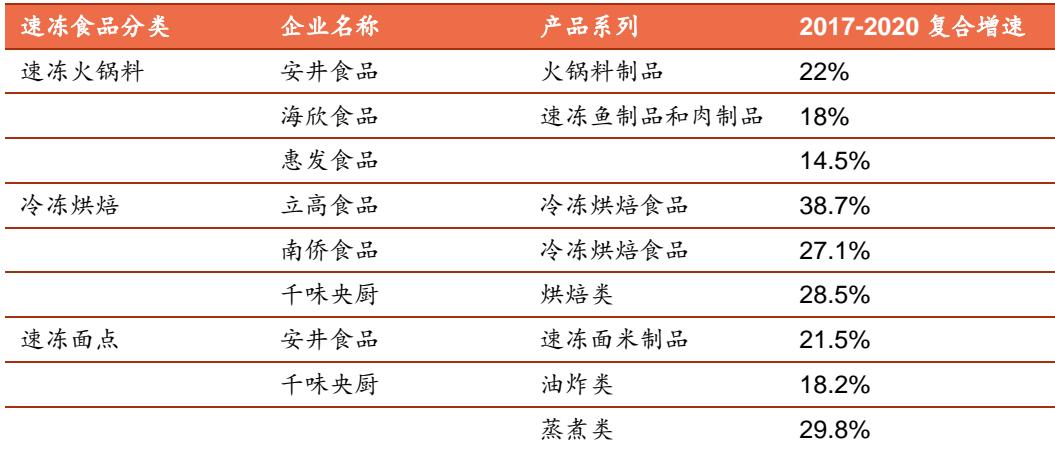 速冻食品分类 企业名称 产品系列 2017-2020 复合增速
速冻火锅料 安井食品 火锅料制品 22%
海欣食品 速冻鱼制品和肉制品 18%
惠发食品 14.5%
冷冻烘焙 立高食品 冷冻烘焙食品 38.7%
南侨食品 冷冻烘焙食品 27.1%
千味央厨 烘焙类 28.5%
速冻面点 安井食品 速冻面米制品 21.5%
千味央厨 油炸类 18.2%
蒸煮类 29.8%